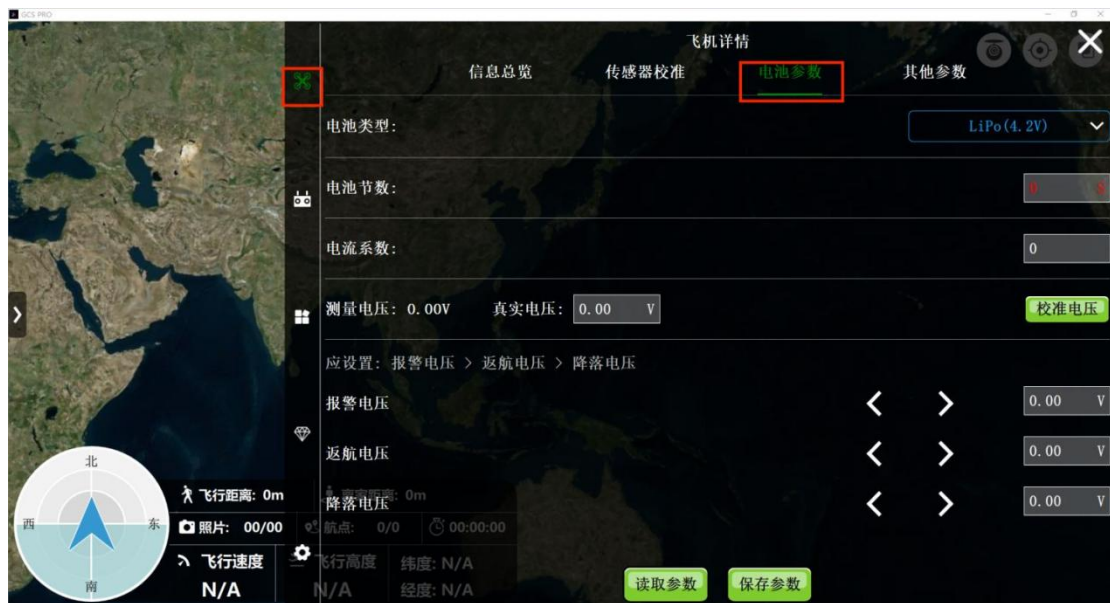 GCS PRO
飞机详情
信息总览 传感器校准 电池参数 其他参数
电池类型: LiPo(4.2V)
电池节数: 0 S
电流系数: 0
测量电压: 0.00V 真实电压: 0.00 V 校准电压
应设置: 报警电压 > 返航电压 > 降落电压
报警电压 0.00 V
返航电压 0.00 V
降落电压 0.00 V
读取参数 保存参数
北
西 东
南
飞行距离: 0m 离家距离: 0m
照片: 00/00 航点: 0/0 00:00:00
飞行速度 飞行高度 纬度: N/A
N/A N/A 经度: N/A